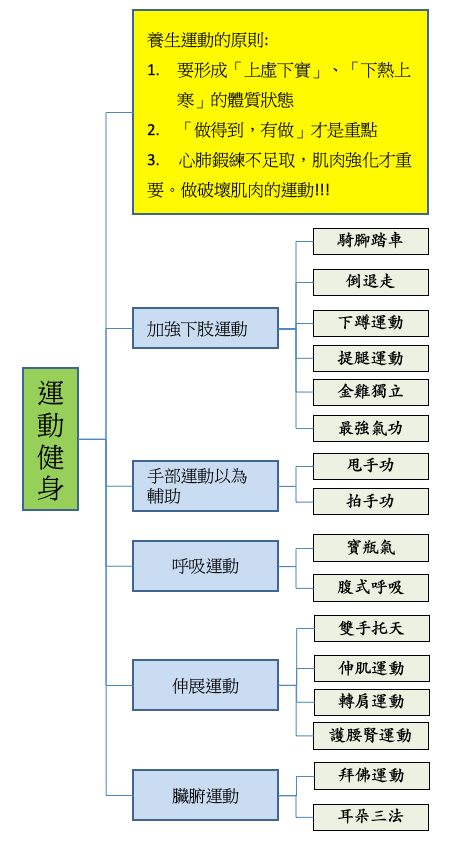 運動健身
養生運動的原則:
1. 要形成「上虛下實」、「下熱上
寒」的體質狀態
2. 「做得到，有做」才是重點
3. 心肺鍛練不足取，肌肉強化才重
要。做破壞肌肉的運動!!!
加強下肢運動
騎腳踏車
倒退走
下蹲運動
提腿運動
金雞獨立
最強氣功
手部運動以為
輔助
甩手功
拍手功
呼吸運動
寶瓶氣
腹式呼吸
伸展運動
雙手托天
伸肌運動
轉肩運動
護腰腎運動
臟腑運動
拜佛運動
耳朵三法